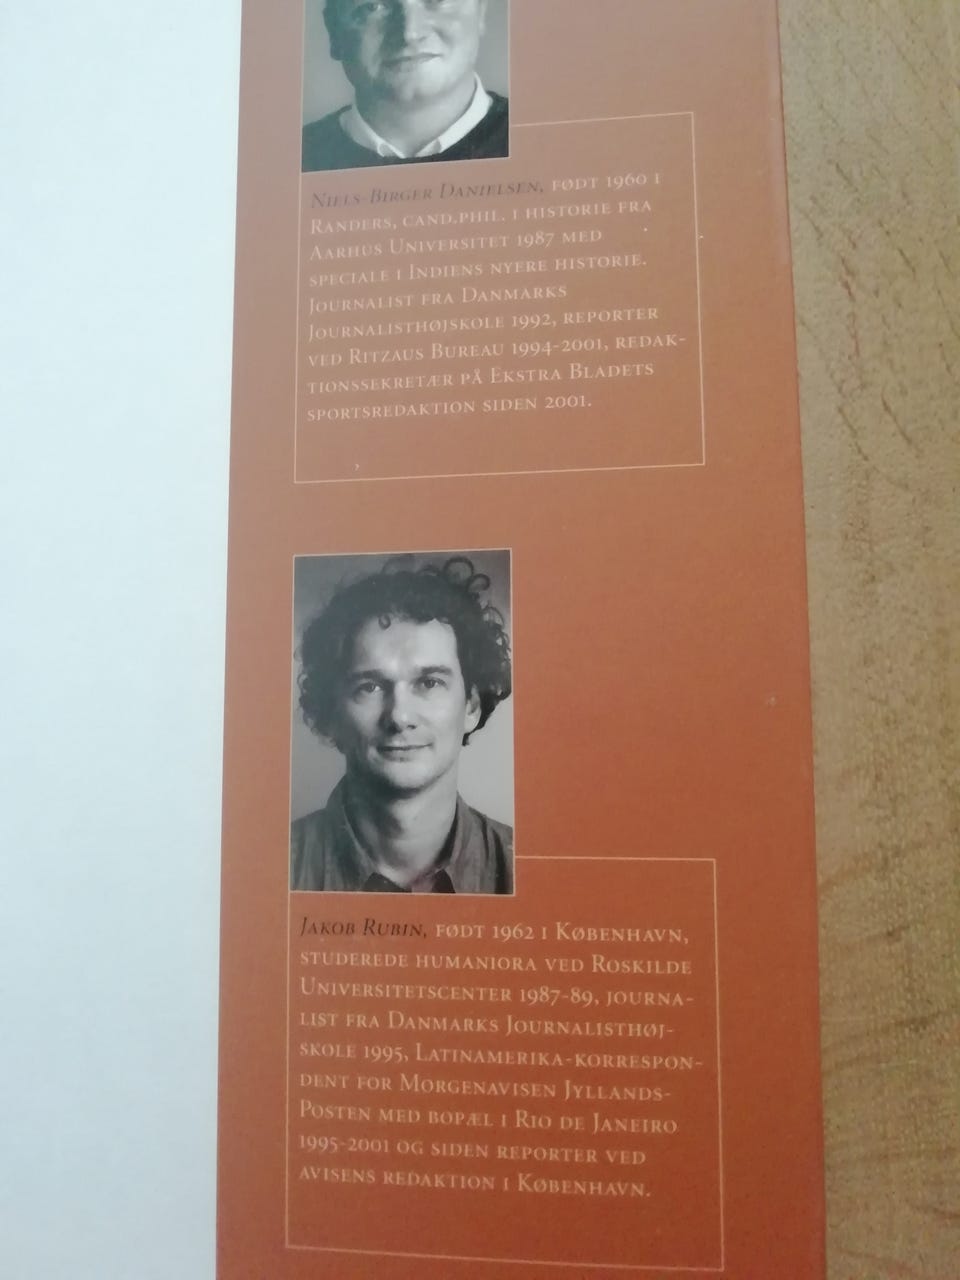 Niels-Birger Danielsen, født 1960 i
Randers, cand.phil. i historie fra
Aarhus Universitet 1987 med
speciale i Indiens nyere historie.
Journalist fra Danmarks
Journalisthøjskole 1992, reporter
ved Ritzaus Bureau 1994-2001, redak-
tionssekretær på Ekstra Bladets
sportsredaktion siden 2001.
Jakob Rubin, født 1962 i København,
studerede humaniora ved Roskilde
Universitetscenter 1987-89, journa-
list fra Danmarks Journalisthøj-
skole 1995, Latinamerika-korrespon-
dent for Morgenavisen Jyllands-
Posten med bopæl i Rio de Janeiro
1995-2001 og siden reporter ved
avisens redaktion i København.